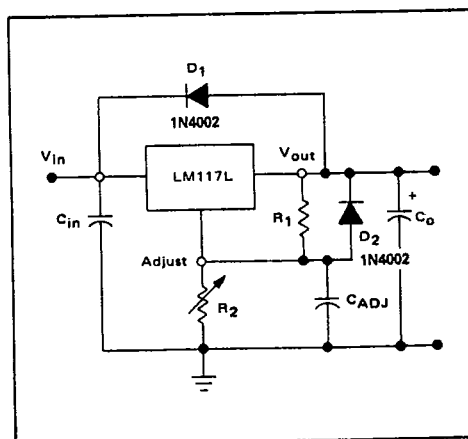 D1
1N4002
Vin
LM117L
Vout
Cin
R1
D2
1N4002
+
Co
Adjust
R2
CADJ